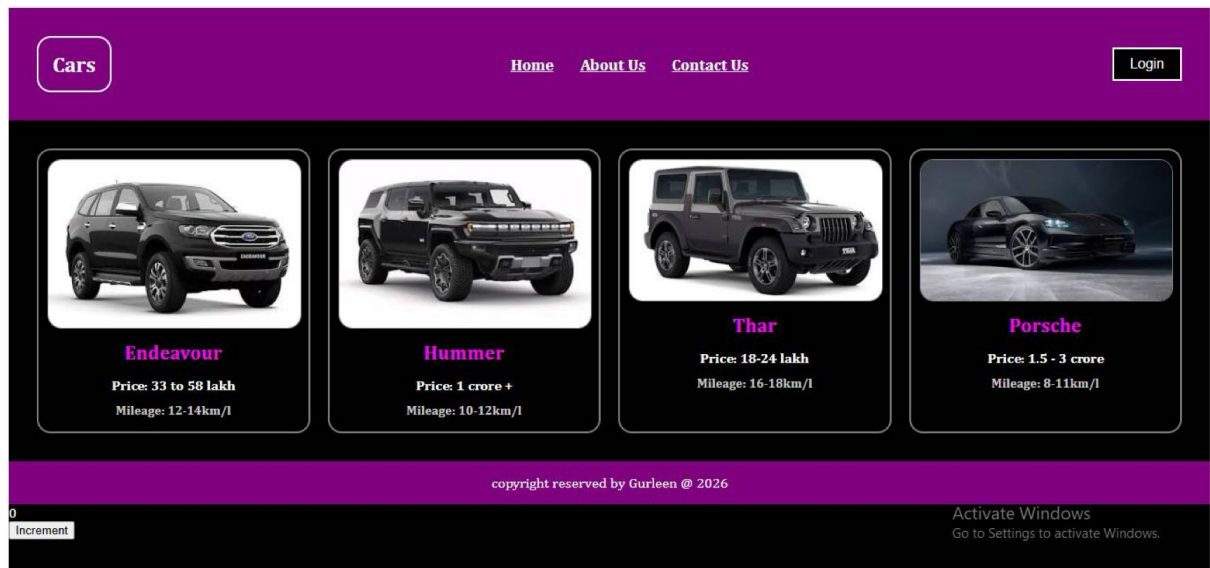 Cars
Home About Us Contact Us
Login
ENDEAVOUR
THAR
Endeavour
Price: 33 to 58 lakh
Mileage: 12-14km/l
Hummer
Price: 1 crore +
Mileage: 10-12km/l
Thar
Price: 18-24 lakh
Mileage: 16-18km/l
Porsche
Price: 1.5 - 3 crore
Mileage: 8-11km/l
copyright reserved by Gurleen @ 2026
0
Increment
Activate Windows
Go to Settings to activate Windows.